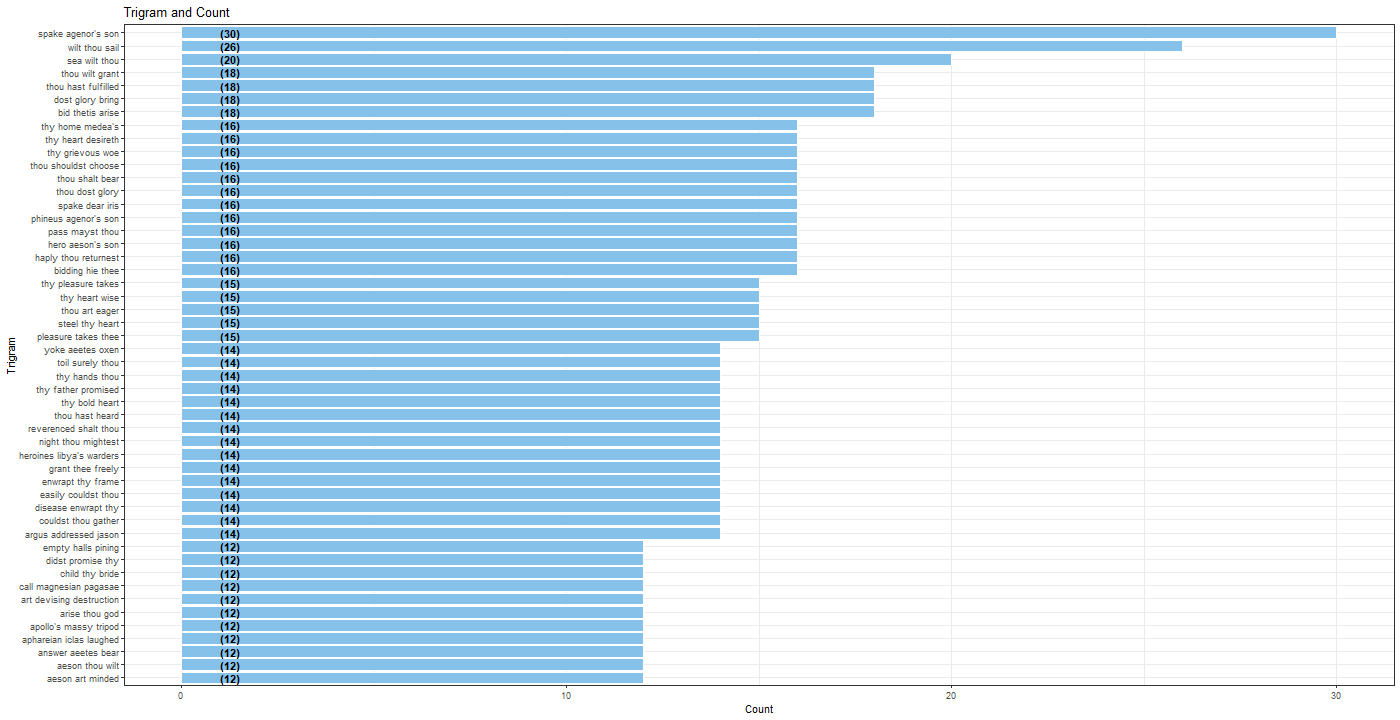 Trigram and Count
spake agenor's son (30)
wilt thou sail (26)
sea wilt thou (20)
thou wilt grant (18)
thou hast fulfilled (18)
dost glory bring (18)
bid thetis arise (18)
thy home medea's (16)
thy heart desireth (16)
thy grievous woe (16)
thou shouldst choose (16)
thou shalt bear (16)
thou dost glory (16)
spake dear iris (16)
phineus agenor's son (16)
pass mayst thou (16)
hero aeson's son (16)
haply thou returnest (16)
bidding hie thee (16)
thy pleasure takes (15)
thy heart wise (15)
thou art eager (15)
steel thy heart (15)
pleasure takes thee (15)
yoke aeetes oxen (14)
toil surely thou (14)
thy hands thou (14)
thy father promised (14)
thy bold heart (14)
thou hast heard (14)
reverenced shalt thou (14)
night thou mightest (14)
heroines libya's warders (14)
grant thee freely (14)
enwrapt thy frame (14)
easily couldst thou (14)
disease enwrapt thy (14)
couldst thou gather (14)
argus addressed jason (14)
empty halls pining (12)
didst promise thy (12)
child thy bride (12)
call magnesian pagasae (12)
art devising destruction (12)
arise thou god (12)
apollo's massy tripod (12)
aphareian iclas laughed (12)
answer aeetes bear (12)
aeson thou wilt (12)
aeson art minded (12)
Trigram
0 10 20 30
Count